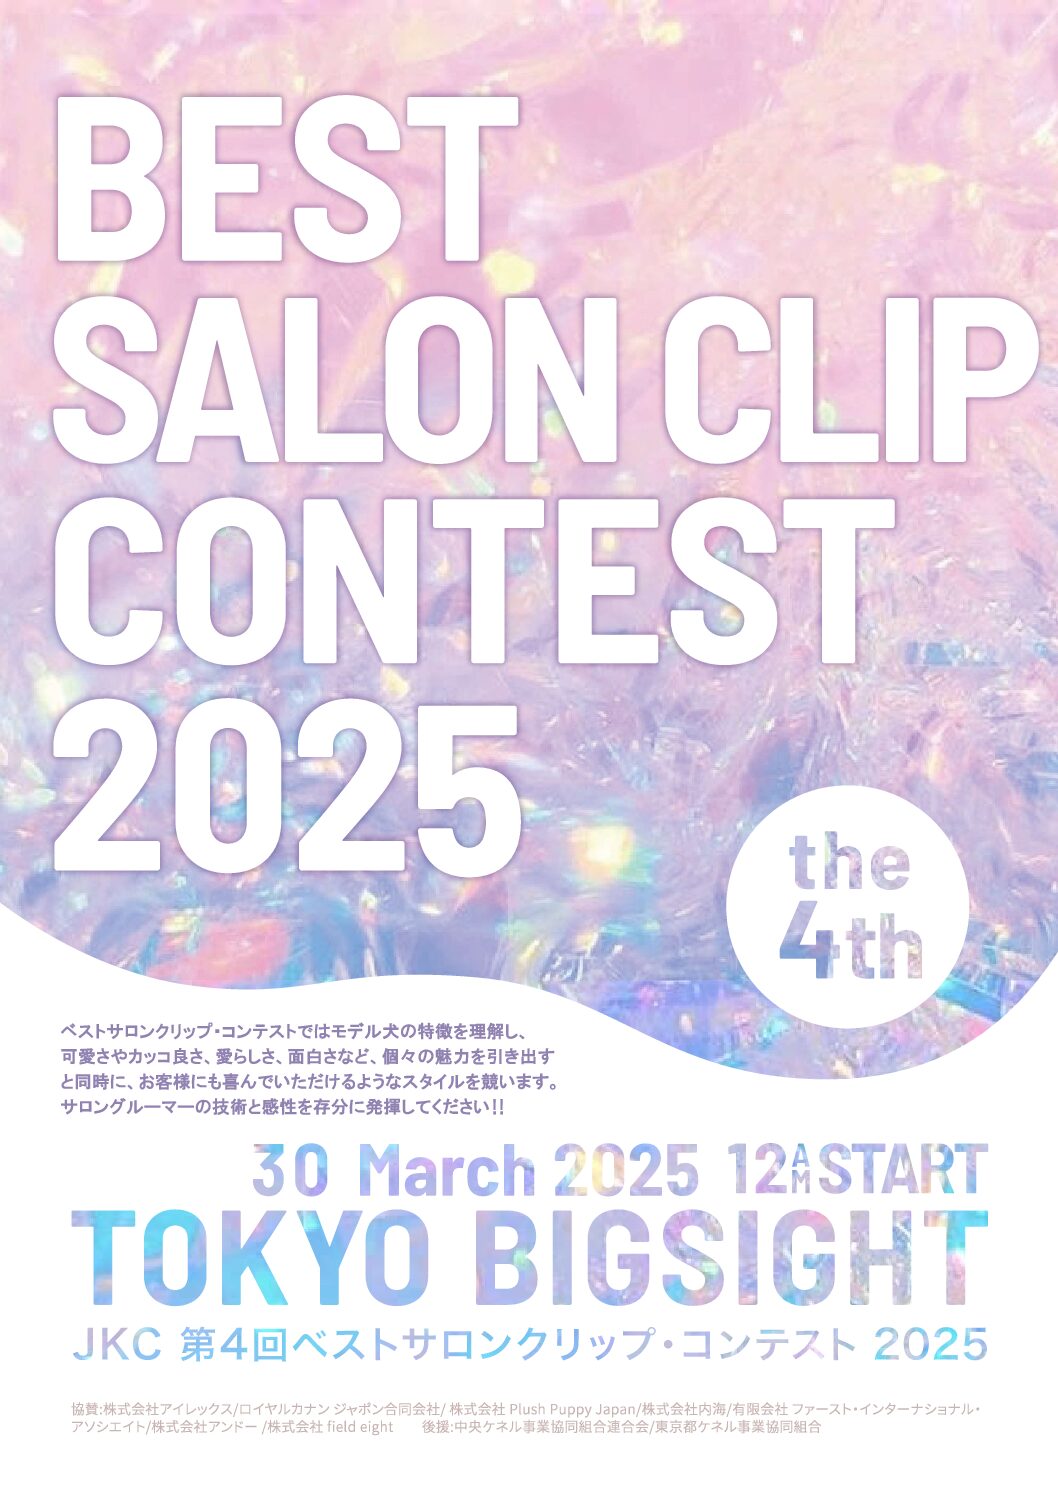 BEST
SALON CLIP
CONTEST
2025
the
4th
ベストサロンクリップ・コンテストではモデル犬の特徴を理解し、
可愛さやカッコ良さ、愛らしさ、面白さなど、個々の魅力を引き出す
と同時に、お客様にも喜んでいただけるようなスタイルを競います。
サロングルーマーの技術と感性を存分に発揮してください!!
30 March 2025 12AM START
TOKYO BIGSIGHT
JKC 第4回ベストサロンクリップ・コンテスト 2025
協賛:株式会社アイレックス/ロイヤルカナン ジャポン合同会社/ 株式会社 Plush Puppy Japan/株式会社内海/有限会社 ファースト・インターナショナル・
アソシエイト/株式会社アンドー /株式会社 field eight 後援:中央ケネル事業協同組合連合会/東京都ケネル事業協同組合